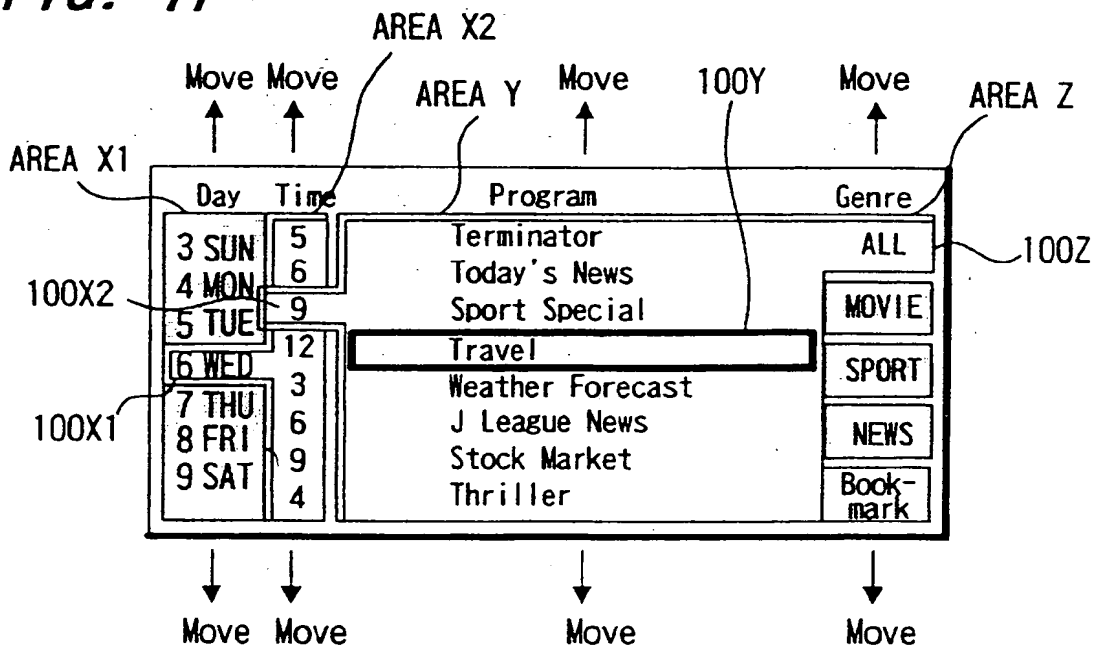 FIG. 11
AREA X2
Move Move Move Move
AREA Y
100Y
AREA Z
AREA X1
Day Time Program Genre
3 SUN
4 MON
5 TUE
6 WED
7 THU
8 FRI
9 SAT
5
6
9
12
3
6
9
4
Terminator
Today's News
Sport Special
Travel
Weather Forecast
J League News
Stock Market
Thriller
ALL
MOVIE
SPORT
NEWS
Book-
mark
100Z
100X2
100X1
Move Move Move Move